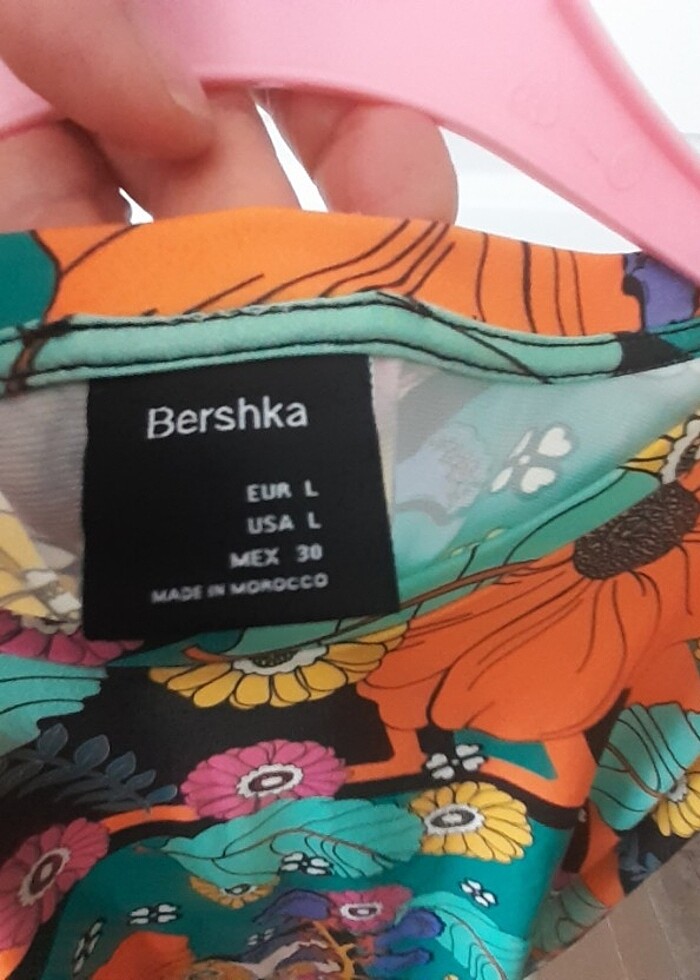 Bershka
EUR L
USA L
MEX 30
MADE IN MOROCCO